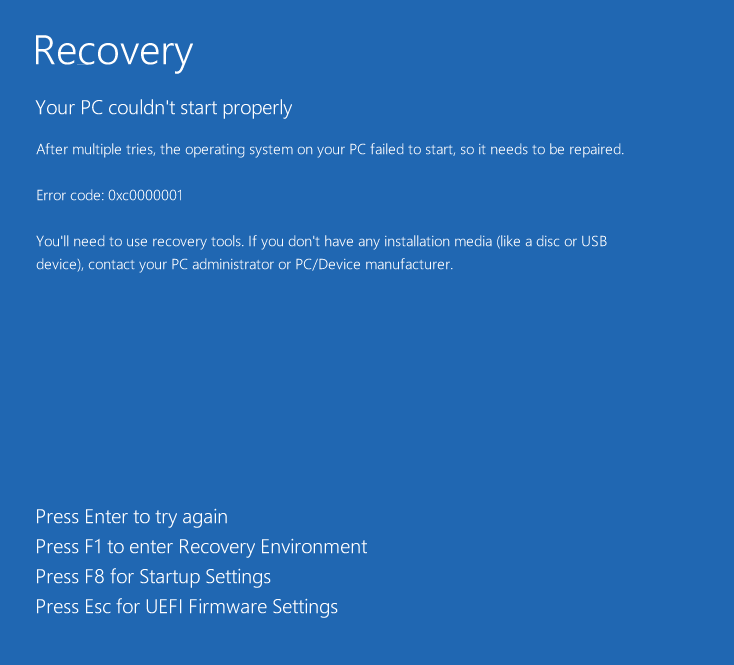 Recovery
Your PC couldn't start properly
After multiple tries, the operating system on your PC failed to start, so it needs to be repaired.
Error code: 0xc0000001
You'll need to use recovery tools. If you don't have any installation media (like a disc or USB
device), contact your PC administrator or PC/Device manufacturer.
Press Enter to try again
Press F1 to enter Recovery Environment
Press F8 for Startup Settings
Press Esc for UEFI Firmware Settings